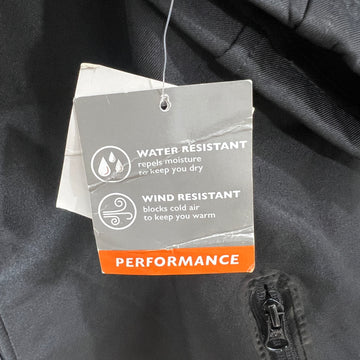 WATER RESISTANT
repels moisture
to keep you dry
WIND RESISTANT
blocks cold air
to keep you warm
PERFORMANCE